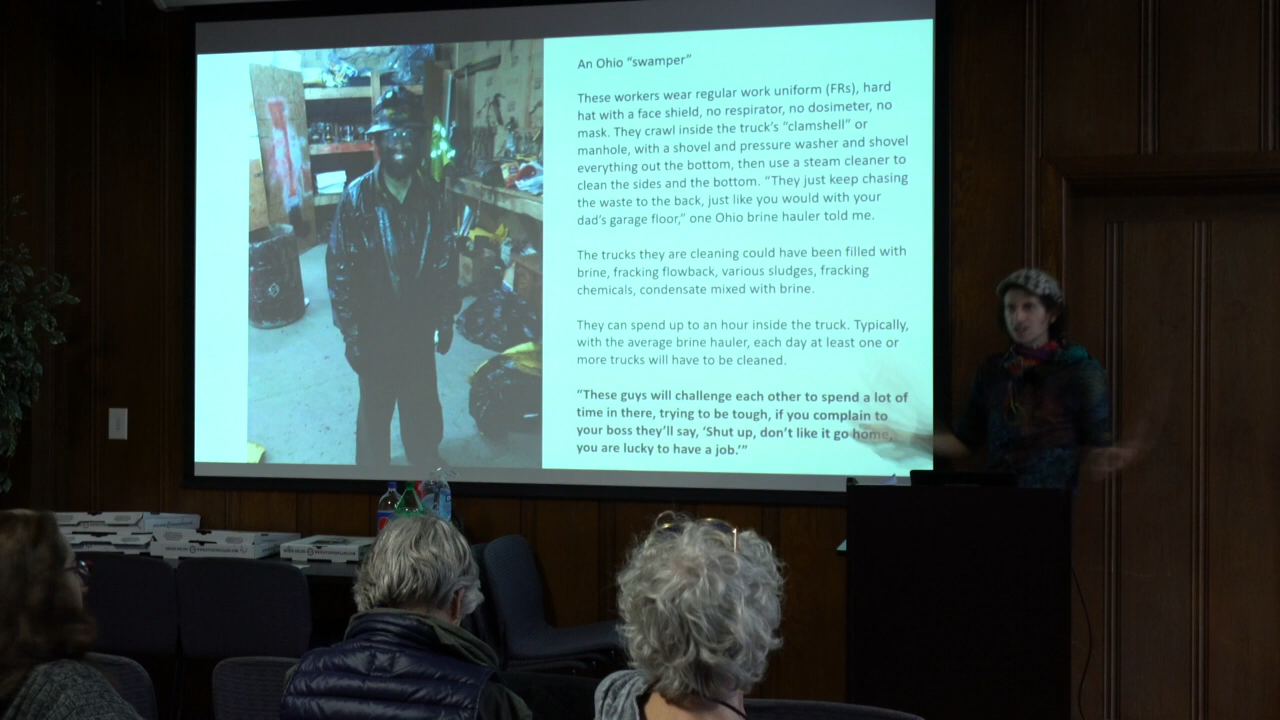 An Ohio “swamper”
These workers wear regular work uniform (FRs), hard
hat with a face shield, no respirator, no dosimeter, no
mask. They crawl inside the truck’s “clamshell” or
manhole, with a shovel and pressure washer and shovel
everything out the bottom, then use a steam cleaner to
clean the sides and the bottom. “They just keep chasing
the waste to the back, just like you would with your
dad’s garage floor,” one Ohio brine hauler told me.
The trucks they are cleaning could have been filled with
brine, fracking flowback, various sludges, fracking
chemicals, condensate mixed with brine.
They can spend up to an hour inside the truck. Typically,
with the average brine hauler, each day at least one or
more trucks will have to be cleaned.
“These guys will challenge each other to spend a lot of
time in there, trying to be tough, if you complain to
your boss they’ll say, ‘Shut up, don’t like it go home,
you are lucky to have a job.’”